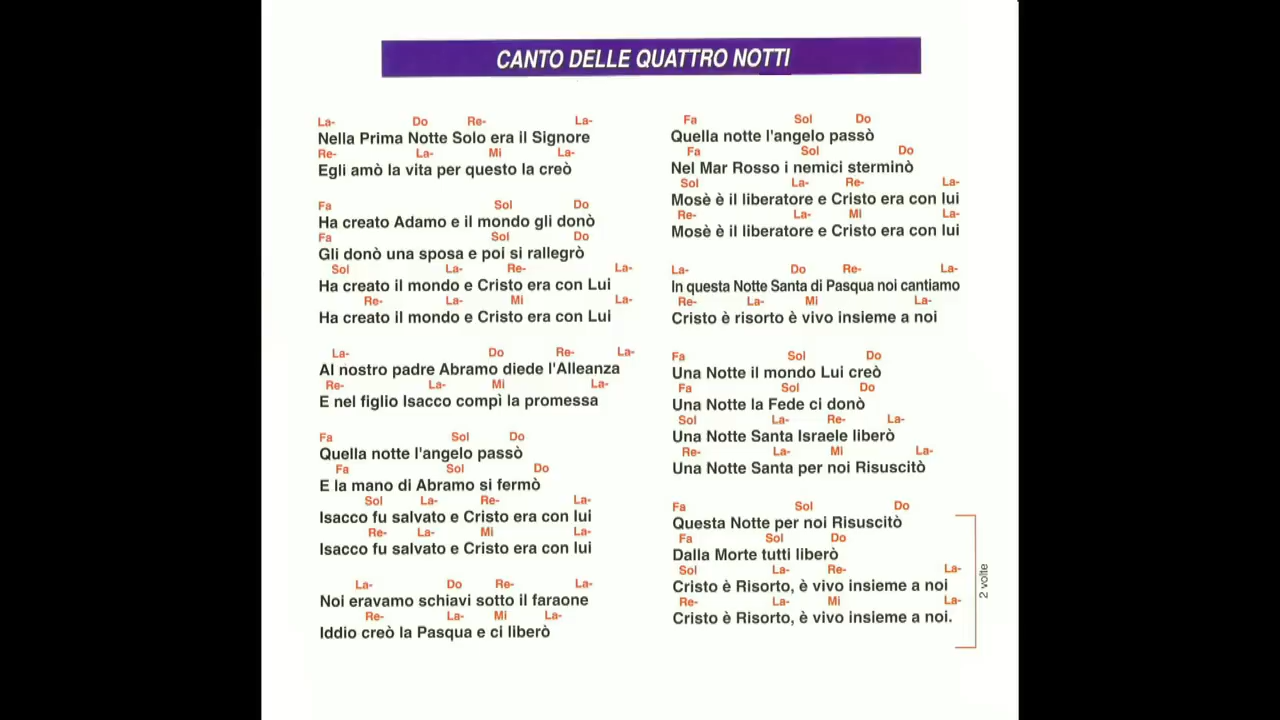 CANTO DELLE QUATTRO NOTTI
La- Do Re- La-
Nella Prima Notte Solo era il Signore
Re- La- Mi La-
Egli amò la vita per questo la creò
Fa Sol Do
Ha creato Adamo e il mondo gli donò
Fa Sol Do
Gli donò una sposa e poi si rallegrò
Sol La- Re- La-
Ha creato il mondo e Cristo era con Lui
Re- La- Mi La-
Ha creato il mondo e Cristo era con Lui
La- Do Re- La-
Al nostro padre Abramo diede l'Alleanza
Re- La- Mi La-
E nel figlio Isacco compì la promessa
Fa Sol Do
Quella notte l'angelo passò
Fa Sol Do
E la mano di Abramo si fermò
Sol La- Re- La-
Isacco fu salvato e Cristo era con lui
Re- La- Mi La-
Isacco fu salvato e Cristo era con lui
La- Do Re- La-
Noi eravamo schiavi sotto il faraone
Re- La- Mi La-
Iddio creò la Pasqua e ci liberò
Fa Sol Do
Quella notte l'angelo passò
Fa Sol Do
Nel Mar Rosso i nemici sterminò
Sol La- Re- La-
Mosè è il liberatore e Cristo era con lui
Re- La- Mi La-
Mosè è il liberatore e Cristo era con lui
La- Do Re- La-
In questa Notte Santa di Pasqua noi cantiamo
Re- La- Mi La-
Cristo è risorto è vivo insieme a noi
Fa Sol Do
Una Notte il mondo Lui creò
Fa Sol Do
Una Notte la Fede ci donò
Sol La- Re- La-
Una Notte Santa Israele liberò
Re- La- Mi La-
Una Notte Santa per noi Risuscitò
Fa Sol Do
Questa Notte per noi Risuscitò
Fa Sol Do
Dalla Morte tutti liberò
Sol La- Re- La-
Cristo è Risorto, è vivo insieme a noi
Re- La- Mi La-
Cristo è Risorto, è vivo insieme a noi.
2 volte